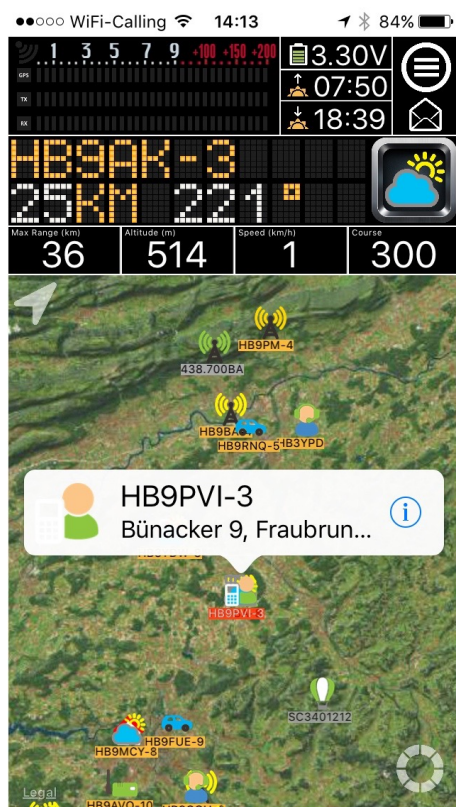 WiFi-Calling 14:13 84%
1 3 5 7 9 +100 +150 +200
GPS
TX
RX
3.30V
07:50
18:39
HB9AK-3
25KM 221°
Max Range (km) Altitude (m) Speed (km/h) Course
36 514 1 300
HB9PM-4
438.700BA
HB9RNQ-5
HB3YPD
HB9PVI-3
Bünacker 9, Fraubrun...
HB9PVI-3
SC3401212
HB9FUE-9
HB9MCY-8
Legal
HB9AVO-10